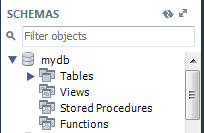 SCHEMAS
Filter objects
mydb
Tables
Views
Stored Procedures
Functions